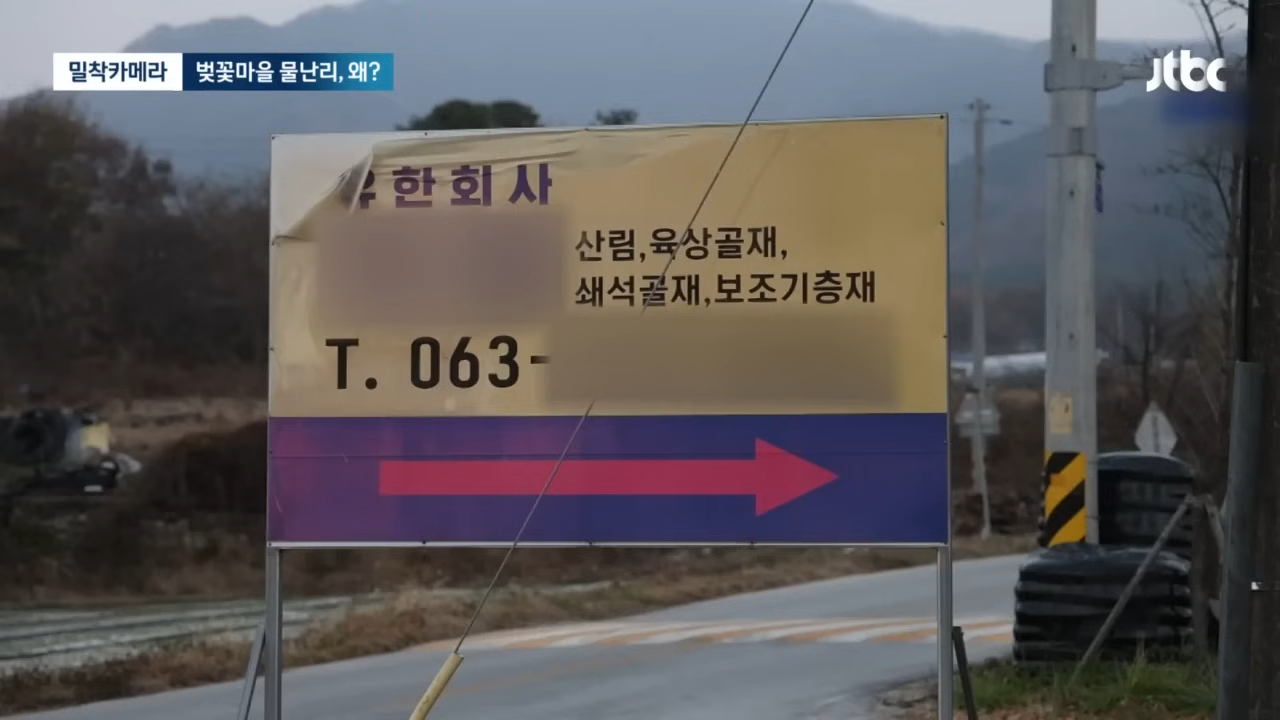 밀착카메라 벚꽃마을 물난리, 왜?
jtbc
유한회사
산림,육상골재,
쇄석골재,보조기층재
T. 063-